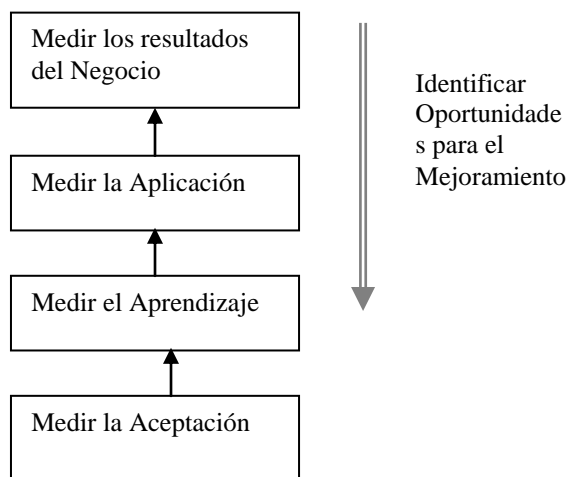 Medir los resultados
del Negocio
Identificar
Oportunidade
s para el
Mejoramiento
Medir la Aplicación
Medir el Aprendizaje
Medir la Aceptación